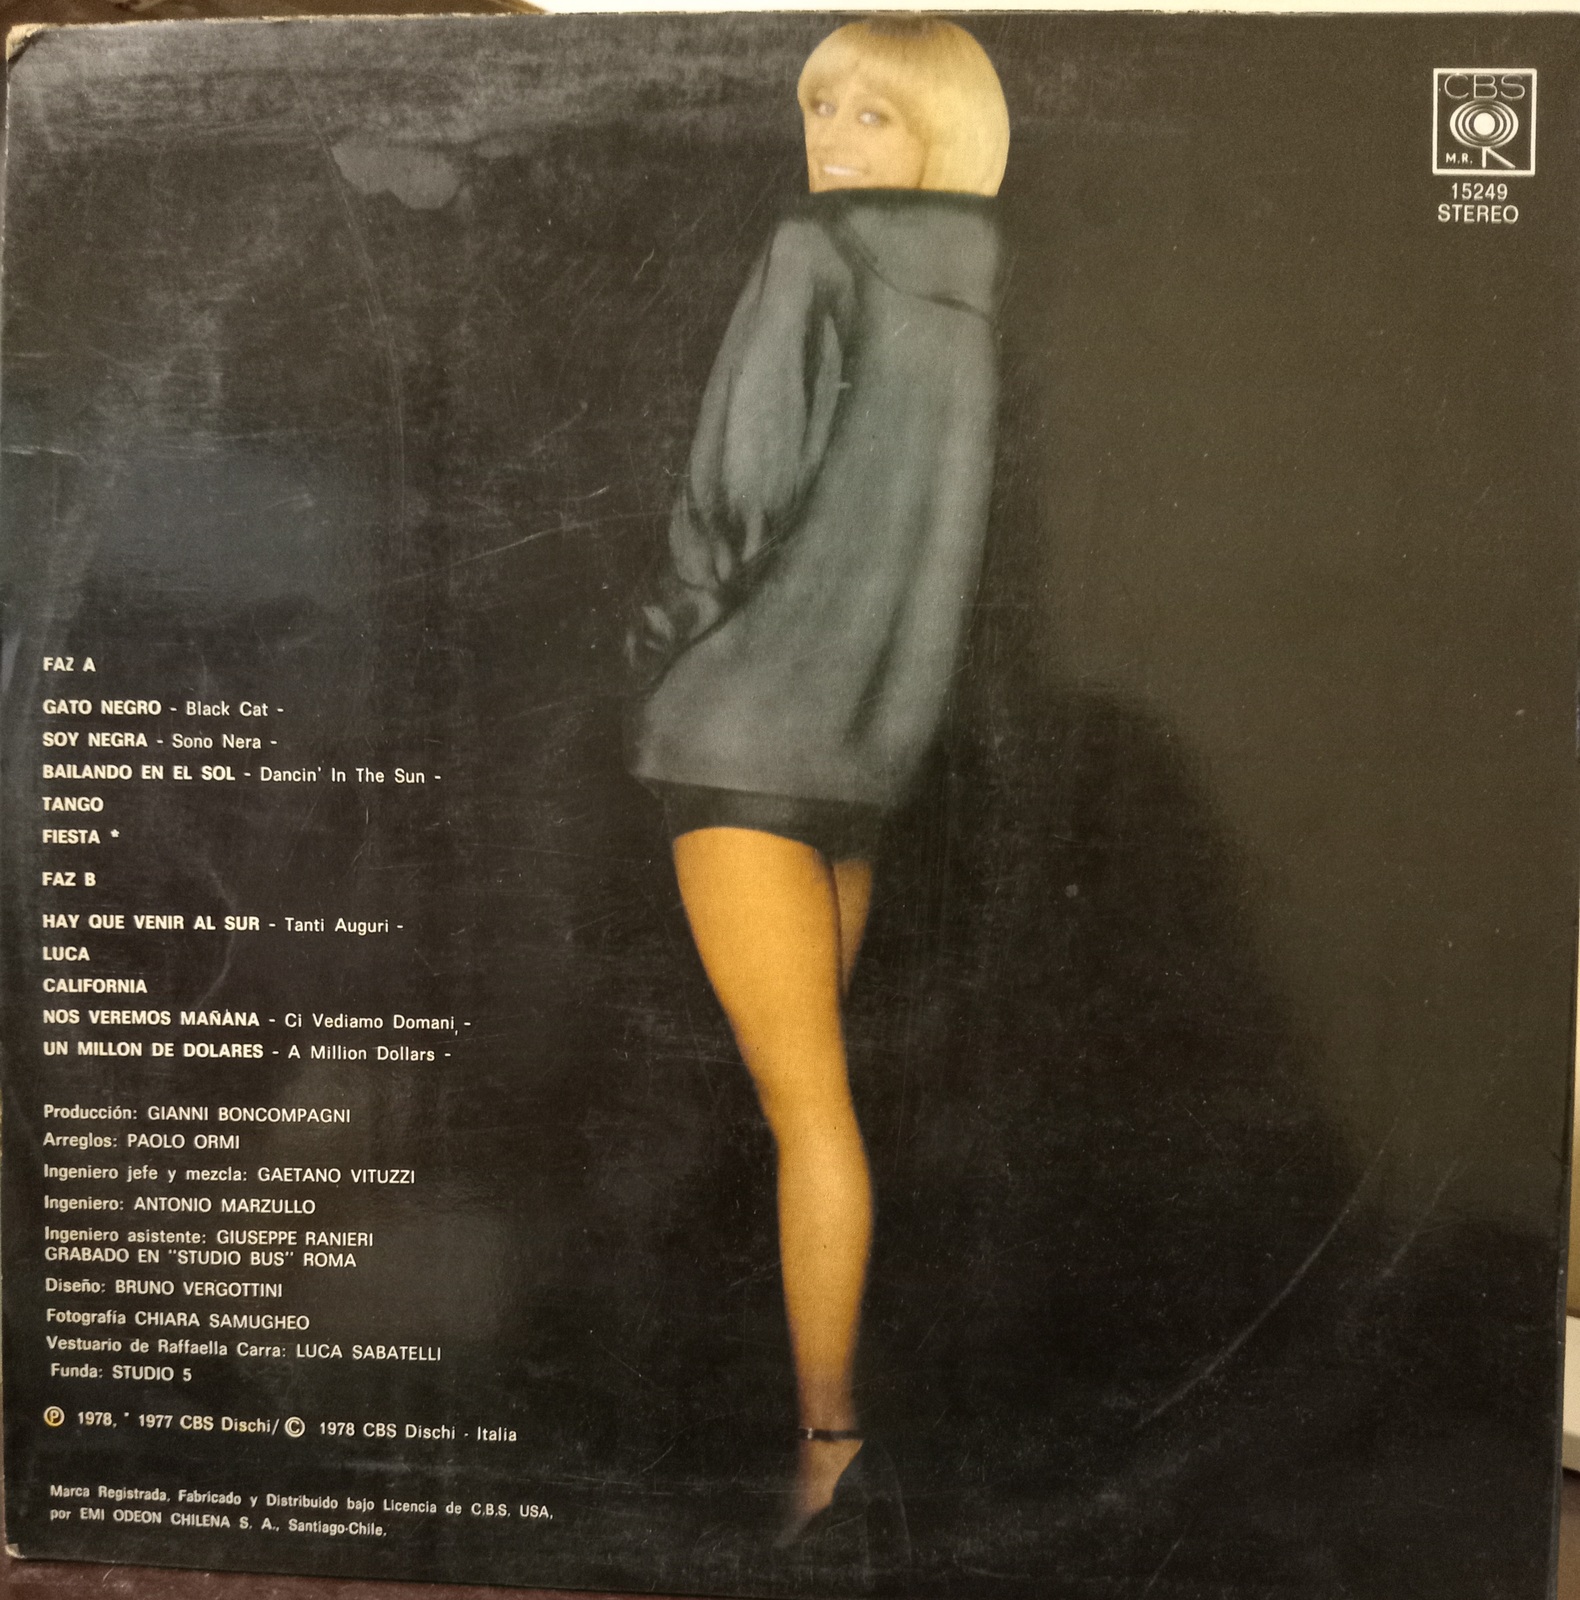 CBS
M.R.
15249
STEREO
FAZ A
GATO NEGRO - Black Cat -
SOY NEGRA - Sono Nera -
BAILANDO EN EL SOL - Dancin' In The Sun -
TANGO
FIESTA *
FAZ B
HAY QUE VENIR AL SUR - Tanti Auguri -
LUCA
CALIFORNIA
NOS VEREMOS MAÑANA - Ci Vediamo Domani, -
UN MILLON DE DOLARES - A Million Dollars -
Producción: GIANNI BONCOMPAGNI
Arreglos: PAOLO ORMI
Ingeniero jefe y mezcla: GAETANO VITUZZI
Ingeniero: ANTONIO MARZULLO
Ingeniero asistente: GIUSEPPE RANIERI
GRABADO EN "STUDIO BUS" ROMA
Diseño: BRUNO VERGOTTINI
Fotografía CHIARA SAMUGHEO
Vestuario de Raffaella Carra: LUCA SABATELLI
Funda: STUDIO 5
Ⓟ 1978, * 1977 CBS Dischi/ © 1978 CBS Dischi - Italia
Marca Registrada, Fabricado y Distribuido bajo Licencia de C.B.S. USA,
por EMI ODEON CHILENA S. A., Santiago-Chile.